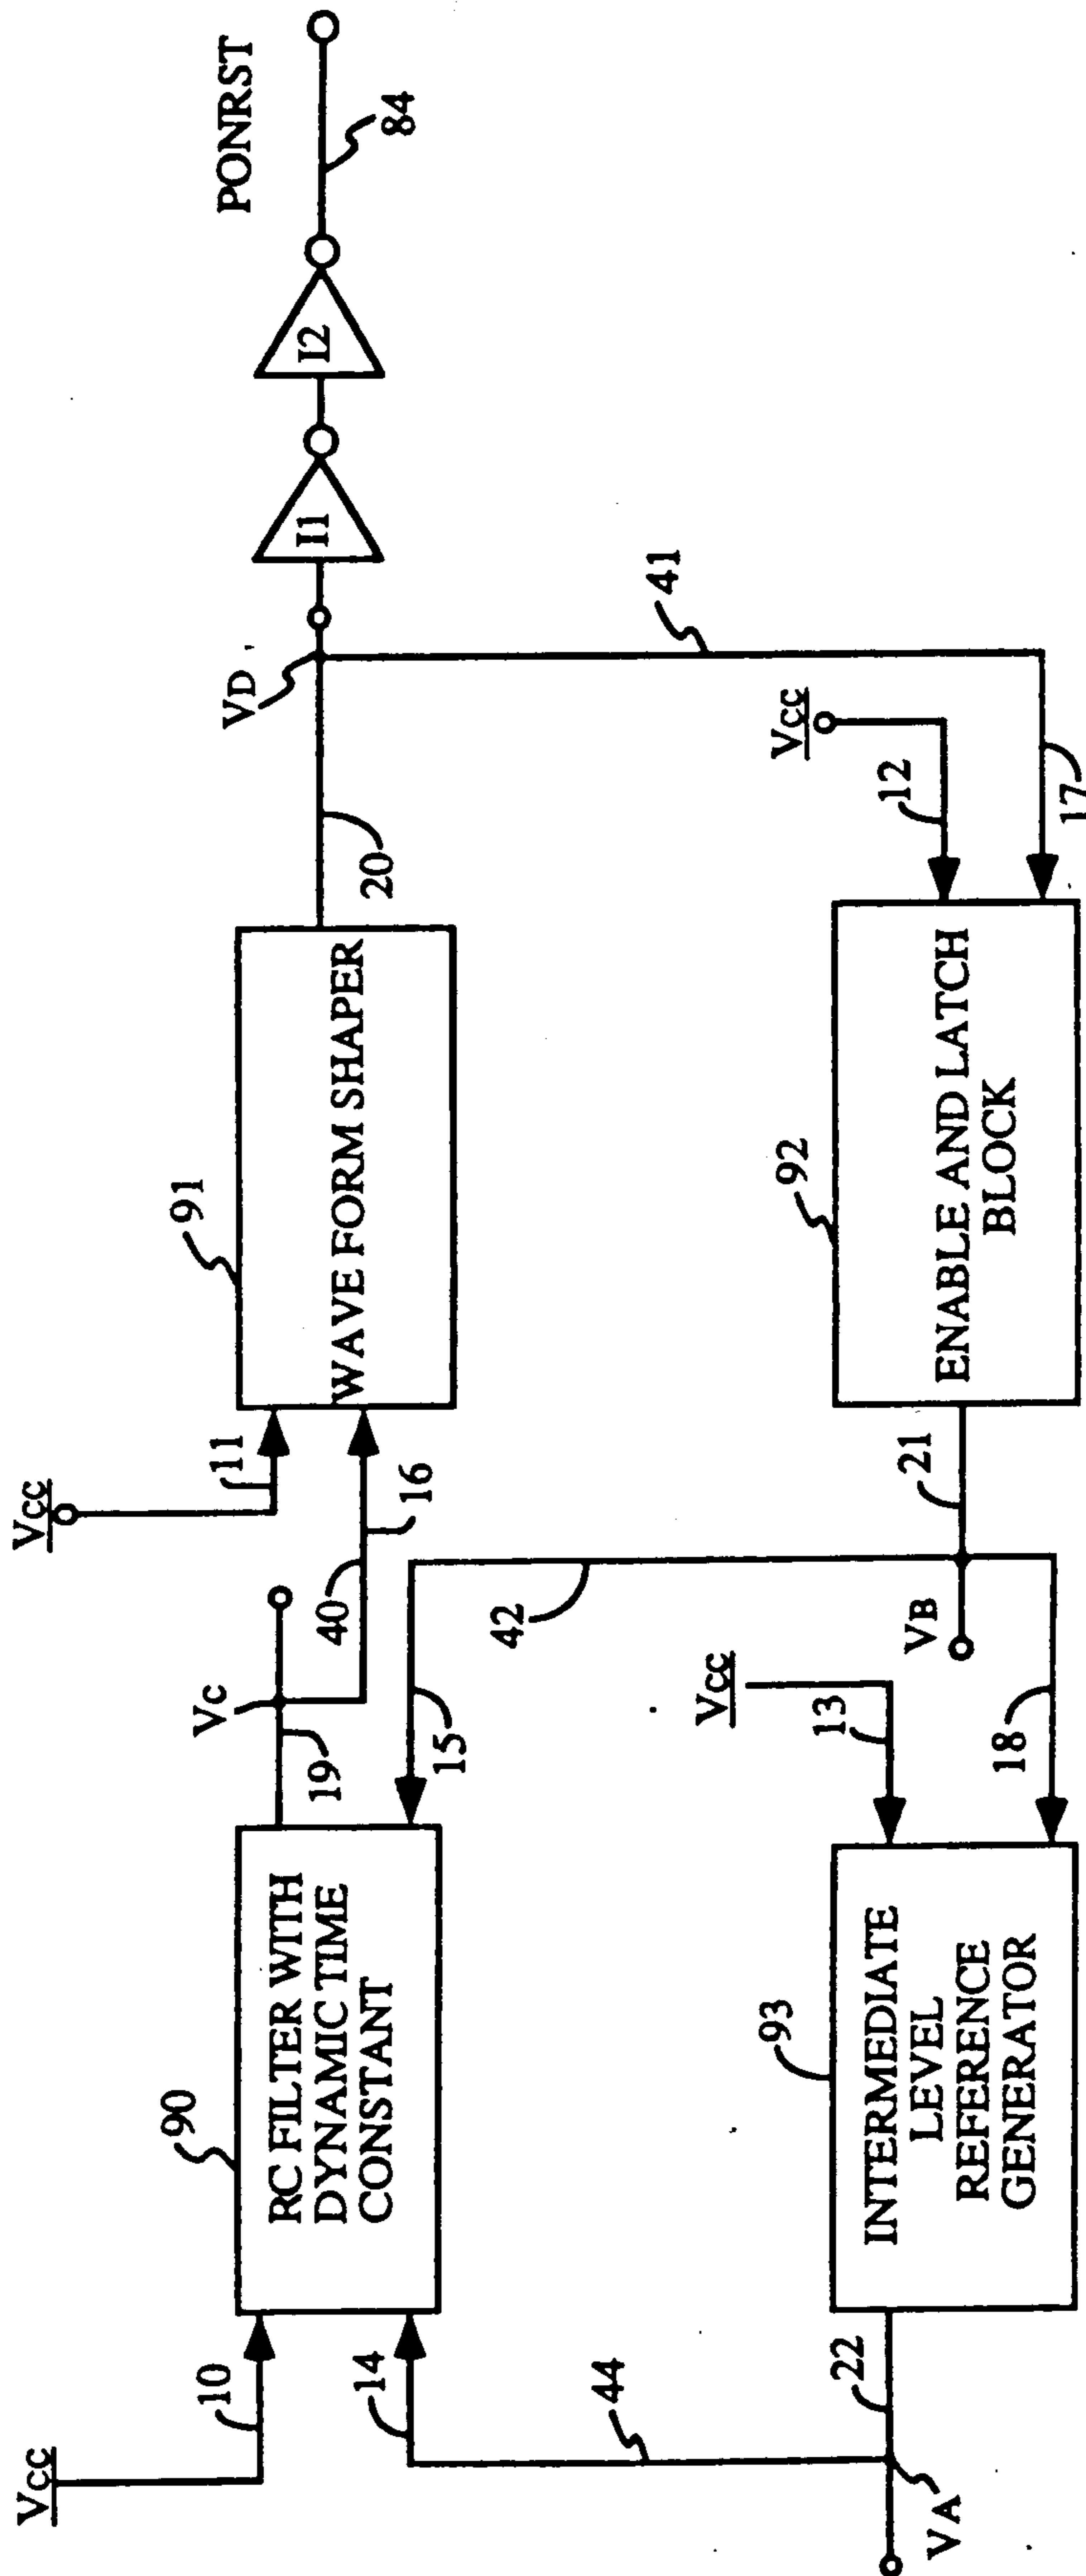 Vcc
10
14
44
22
VA
90
RC FILTER WITH
DYNAMIC TIME
CONSTANT
93
INTERMEDIATE
LEVEL
REFERENCE
GENERATOR
Vc
19
40
16
15
42
Vcc
13
18
VB
21
Vcc
11
91
WAVE FORM SHAPER
92
ENABLE AND LATCH
BLOCK
20
VD
41
Vcc
12
17
I1
I2
84
PONRST